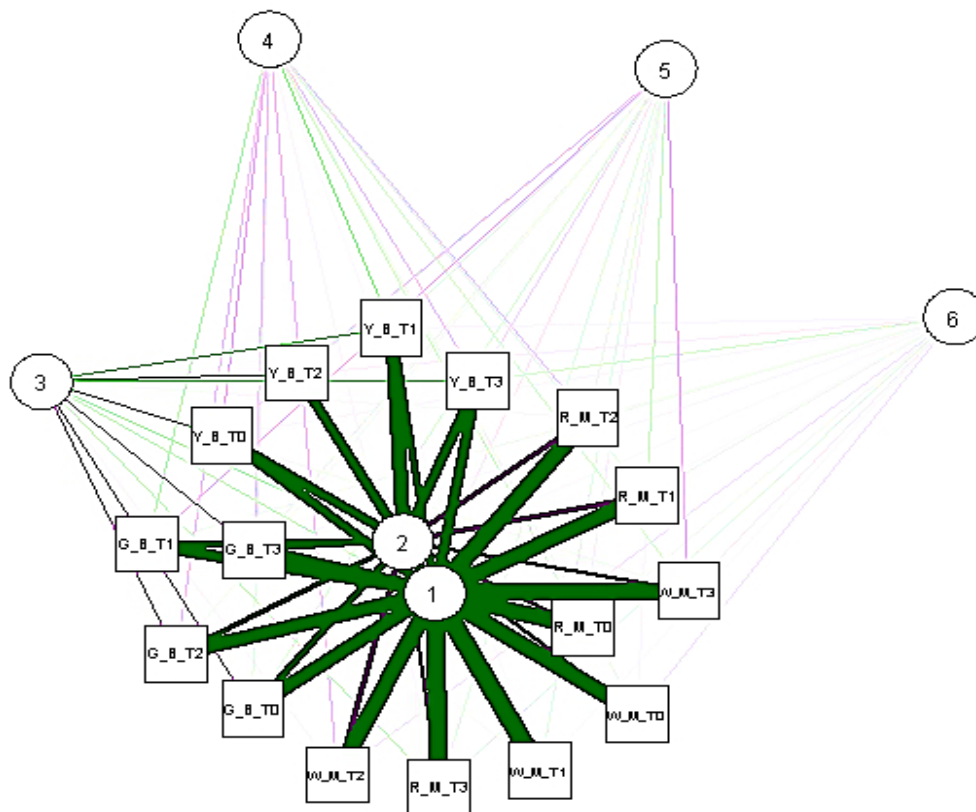 4
5
6
Y_B_T1
3
Y_B_T2
Y_B_T3
R_M_T2
Y_B_T0
R_M_T1
G_B_T1
G_B_T3
2
1
W_M_T3
R_M_T0
G_B_T2
G_B_T0
W_M_T0
W_M_T2
R_M_T3
W_M_T1